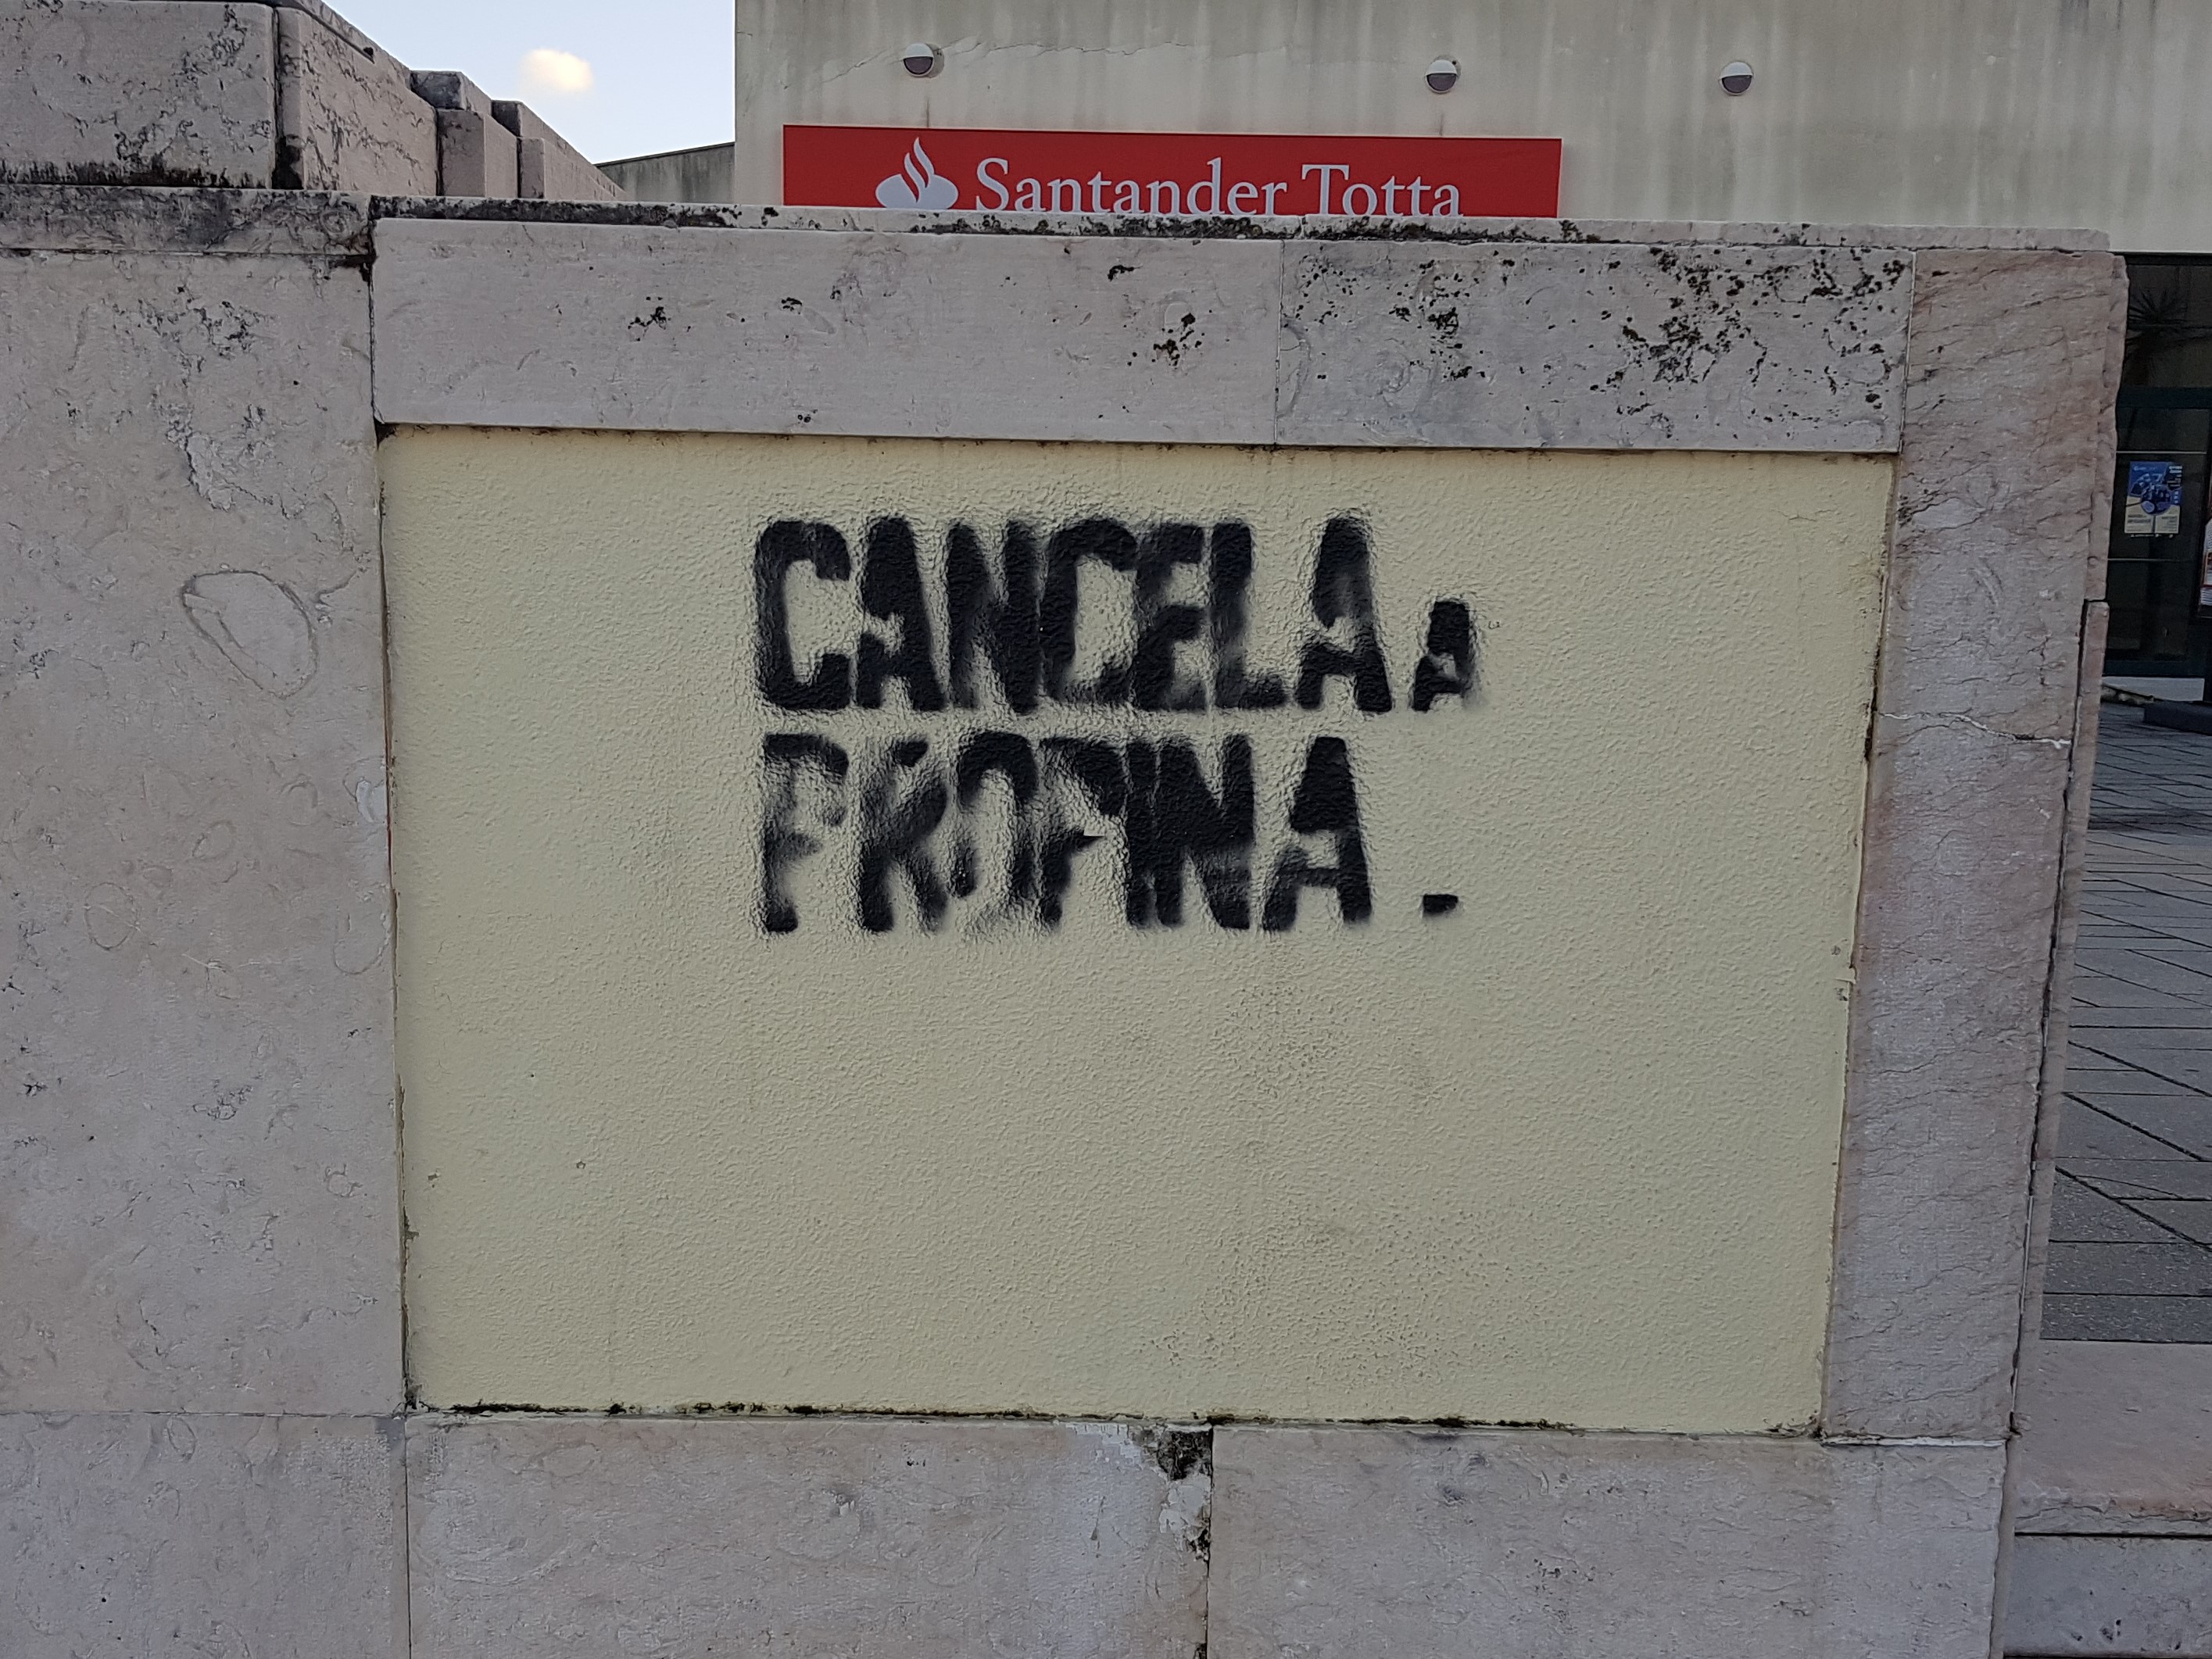 Santander Totta
CANCELA A
PROPINA.